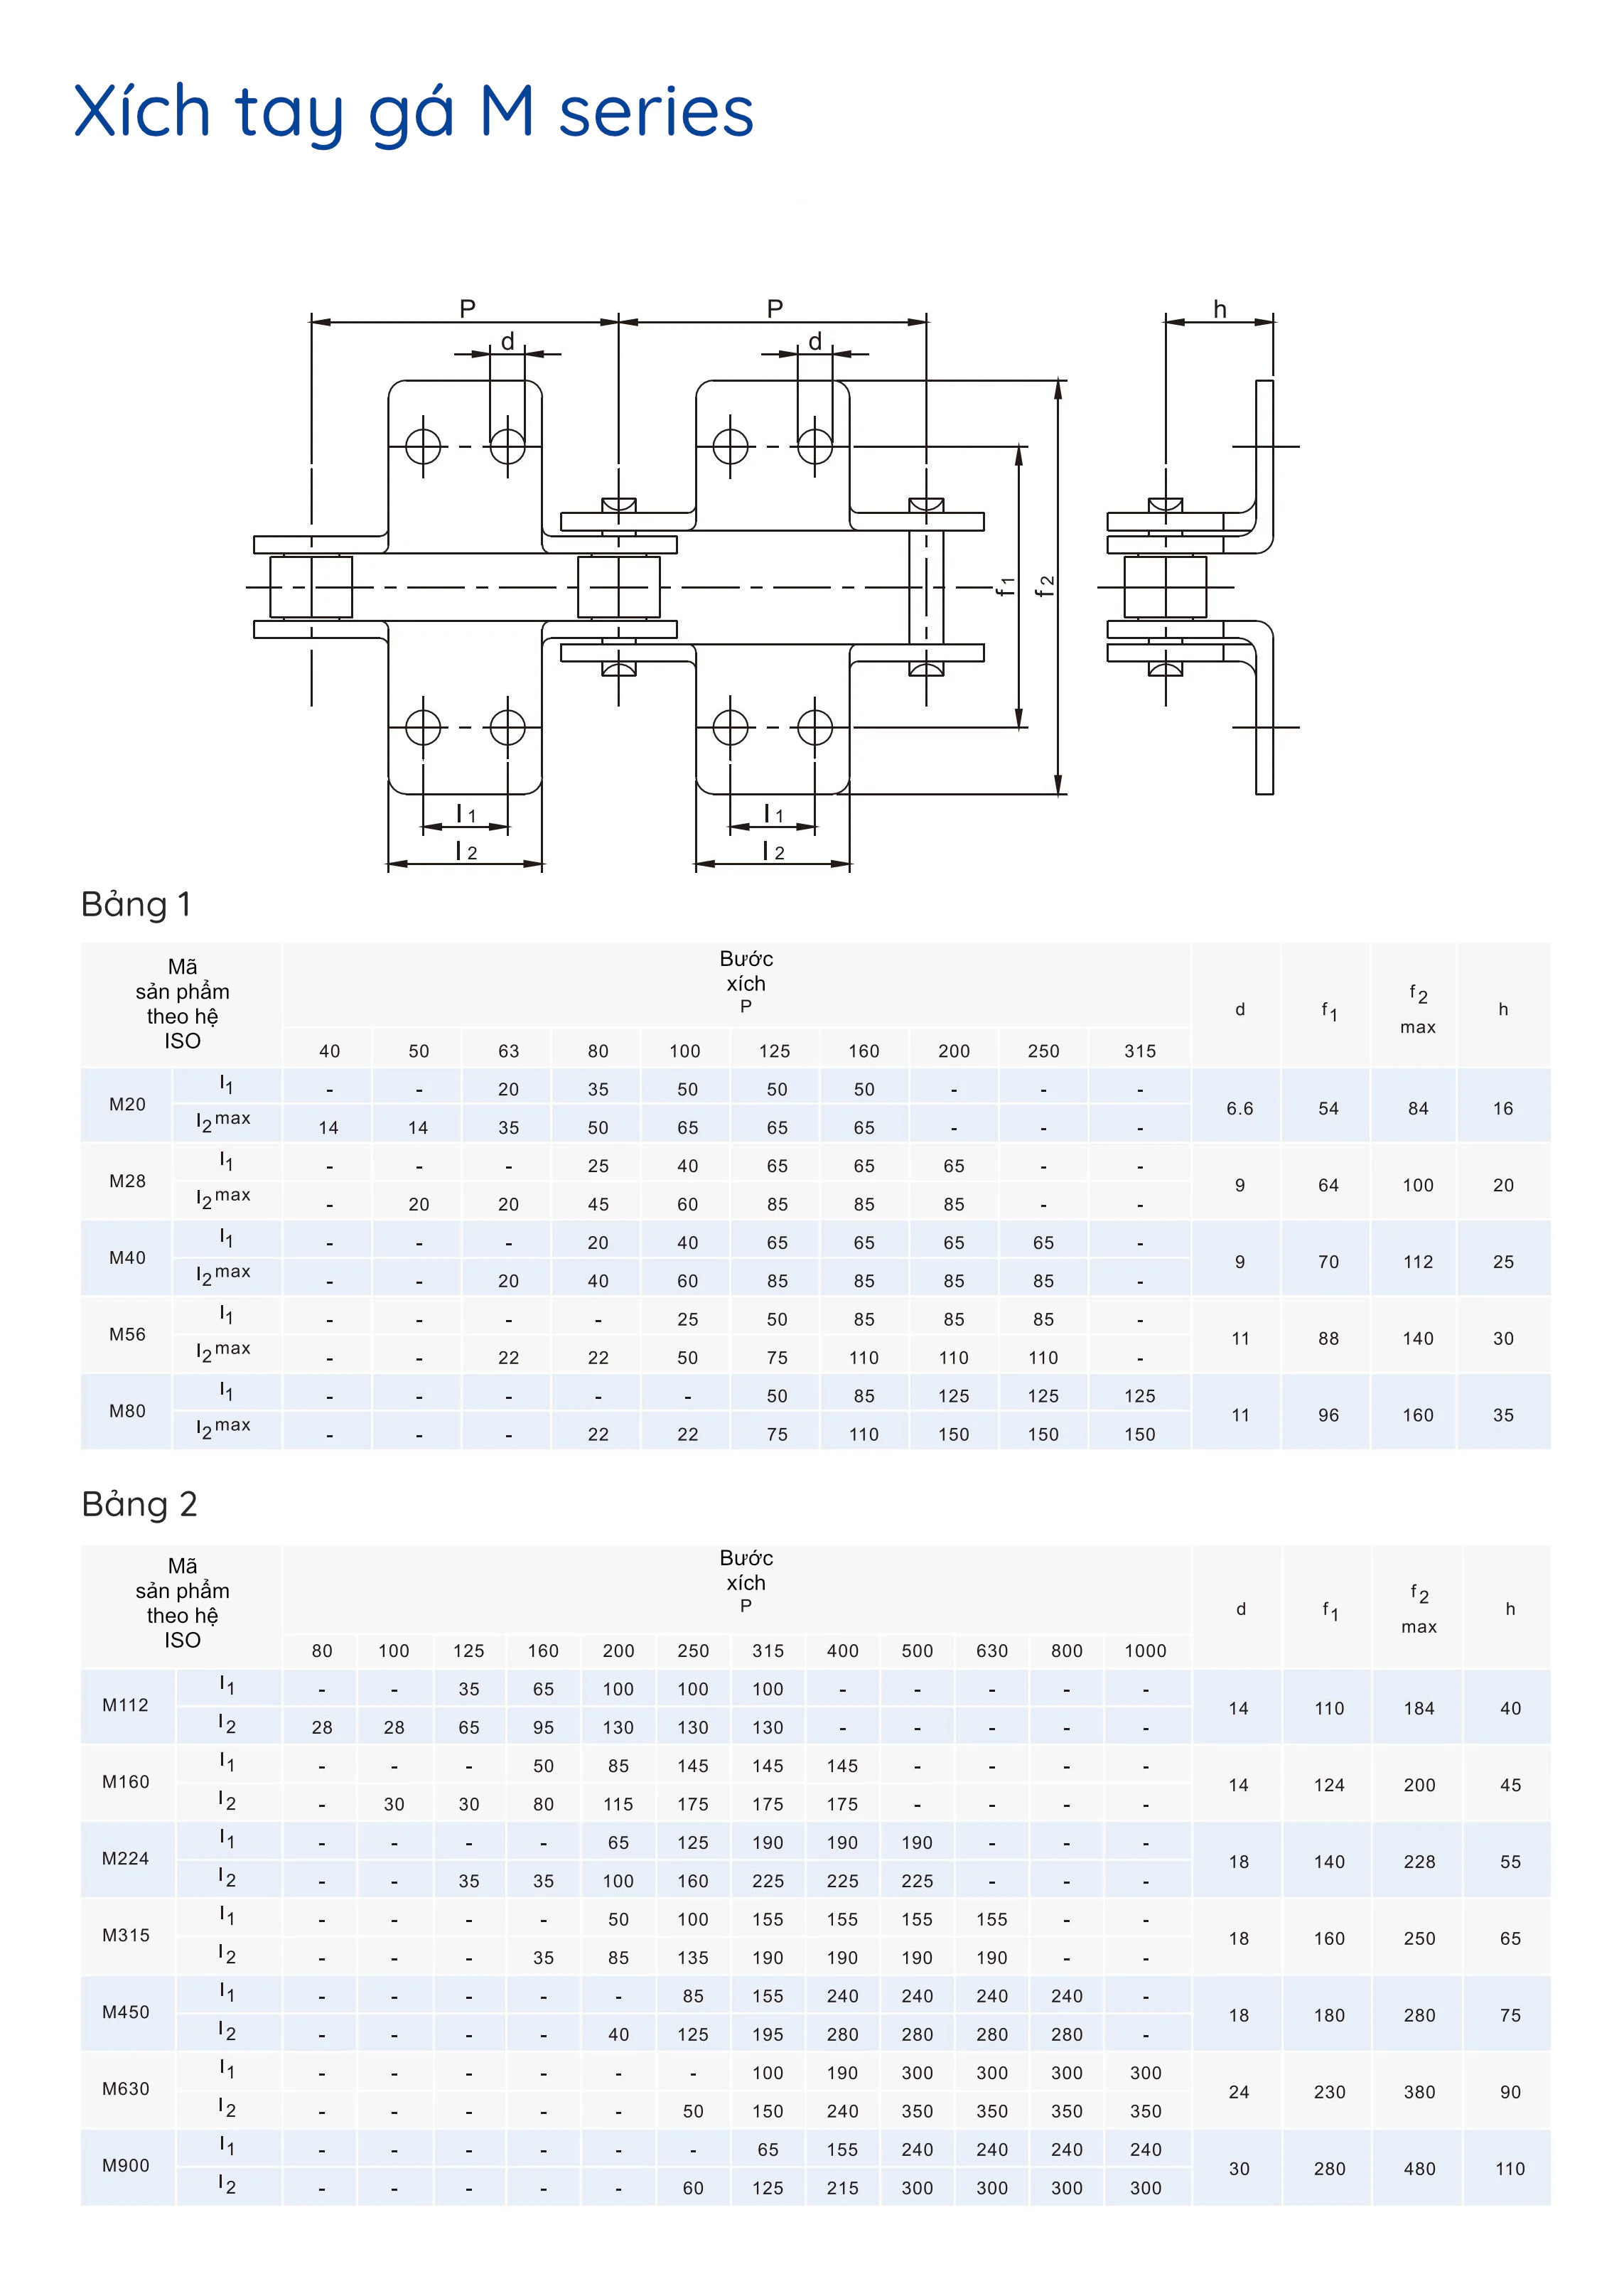 Xích tay gá M series
P P h
d d
f1 f2
l1 l1
l2 l2
Bảng 1
Mã
sản phẩm
theo hệ
ISO
Bước
xích
P
d f1 f2 max h
40 50 63 80 100 125 160 200 250 315
M20 l1 - - 20 35 50 50 50 - - - 6.6 54 84 16
l2 max 14 14 35 50 65 65 65 - - -
M28 l1 - - - 25 40 65 65 65 - - 9 64 100 20
l2 max - 20 20 45 60 85 85 85 - -
M40 l1 - - - 20 40 65 65 65 65 - 9 70 112 25
l2 max - - 20 40 60 85 85 85 85 -
M56 l1 - - - - 25 50 85 85 85 - 11 88 140 30
l2 max - - 22 22 50 75 110 110 110 -
M80 l1 - - - - - 50 85 125 125 125 11 96 160 35
l2 max - - - 22 22 75 110 150 150 150
Bảng 2
Mã
sản phẩm
theo hệ
ISO
Bước
xích
P
d f1 f2 max h
80 100 125 160 200 250 315 400 500 630 800 1000
M112 l1 - - 35 65 100 100 100 - - - - - 14 110 184 40
l2 28 28 65 95 130 130 130 - - - - -
M160 l1 - - - 50 85 145 145 145 - - - - 14 124 200 45
l2 - 30 30 80 115 175 175 175 - - - -
M224 l1 - - - - 65 125 190 190 190 - - - 18 140 228 55
l2 - - 35 35 100 160 225 225 225 - - -
M315 l1 - - - - 50 100 155 155 155 155 - - 18 160 250 65
l2 - - - 35 85 135 190 190 190 190 - -
M450 l1 - - - - - 85 155 240 240 240 240 - 18 180 280 75
l2 - - - - 40 125 195 280 280 280 280 -
M630 l1 - - - - - - 100 190 300 300 300 300 24 230 380 90
l2 - - - - - 50 150 240 350 350 350 350
M900 l1 - - - - - - 65 155 240 240 240 240 30 280 480 110
l2 - - - - - 60 125 215 300 300 300 300